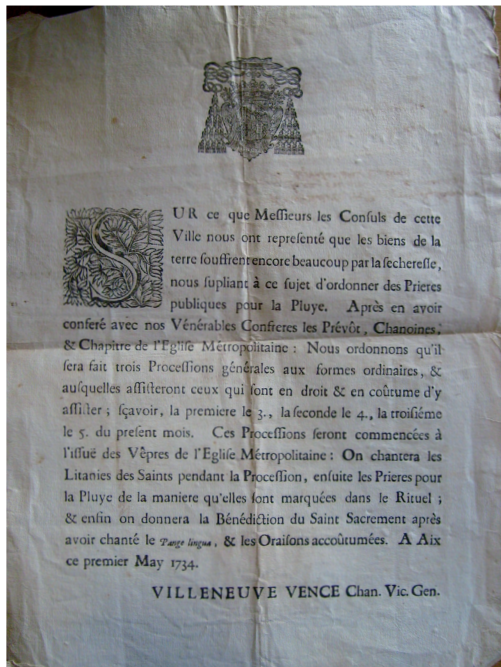 SUR ce que Meſſieurs les Conſuls de cette
Ville nous ont repreſenté que les biens de la
terre ſouffrent encore beaucoup par la ſechereſſe,
nous ſupliant à ce ſujet d'ordonner des Prieres
publiques pour la Pluye. Après en avoir
conferé avec nos Vénérables Confreres les Prévôt, Chanoines,
& Chapitre de l'Egliſe Métropolitaine : Nous ordonnons qu'il
ſera fait trois Proceſſions générales aux formes ordinaires, &
auſquelles aſſiſteront ceux qui ſont en droit & en coûtume d'y
aſſiſter ; ſçavoir, la premiere le 3., la ſeconde le 4., la troiſiéme
le 5. du preſent mois. Ces Proceſſions ſeront commencées à
l'iſſuë des Vêpres de l'Egliſe Métropolitaine : On chantera les
Litanies des Saints pendant la Proceſſion, enſuite les Prieres pour
la Pluye de la maniere qu'elles ſont marquées dans le Rituel ;
& enfin on donnera la Bénédiction du Saint Sacrement après
avoir chanté le Pange lingua, & les Oraiſons accoûtumées. A Aix
ce premier May 1734.
VILLENEUVE VENCE Chan. Vic. Gen.